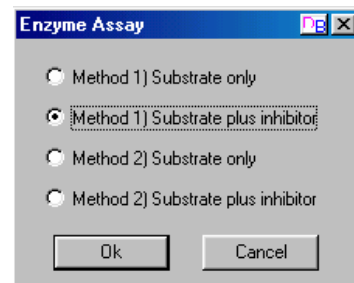 Enzyme Assay DB
Method 1) Substrate only
Method 1) Substrate plus inhibitor
Method 2) Substrate only
Method 2) Substrate plus inhibitor
Ok Cancel